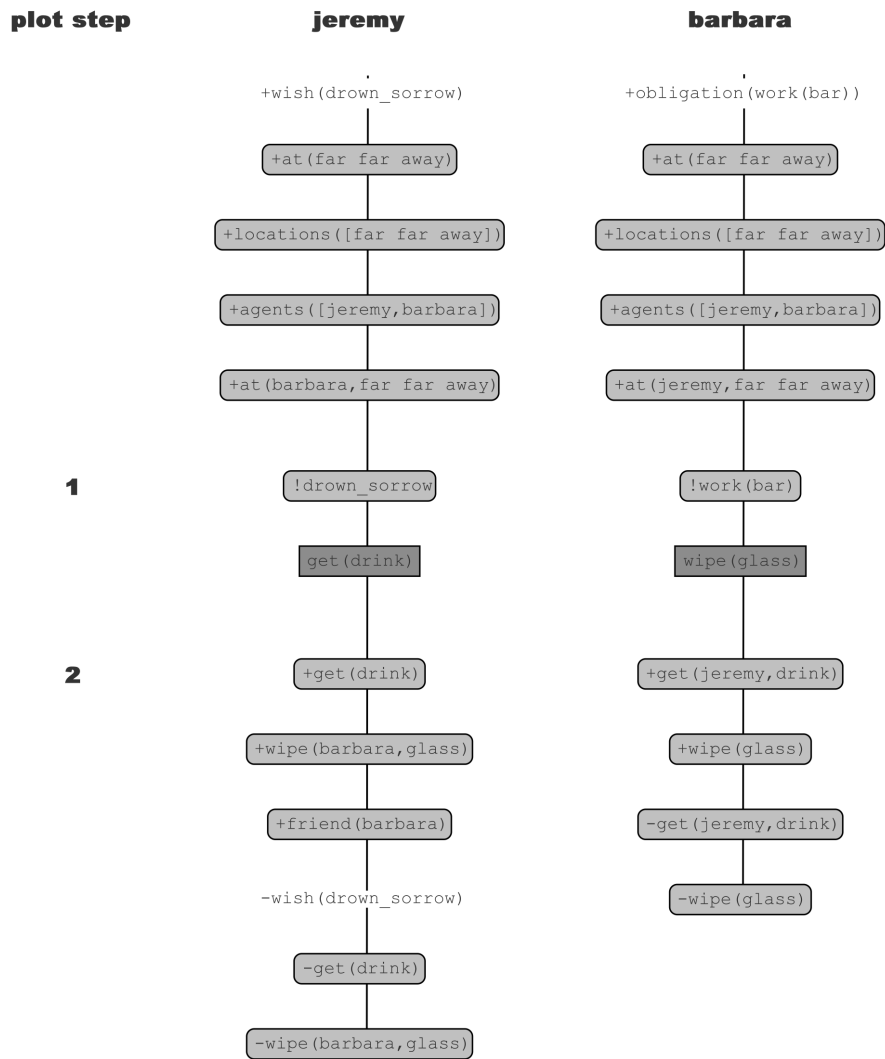 plot step jeremy barbara
+wish(drown_sorrow) +obligation(work(bar))
+at(far far away) +at(far far away)
+locations([far far away]) +locations([far far away])
+agents([jeremy,barbara]) +agents([jeremy,barbara])
+at(barbara,far far away) +at(jeremy,far far away)
1 !drown_sorrow !work(bar)
get(drink) wipe(glass)
2 +get(drink) +get(jeremy,drink)
+wipe(barbara,glass) +wipe(glass)
+friend(barbara) -get(jeremy,drink)
-wish(drown_sorrow) -wipe(glass)
-get(drink)
-wipe(barbara,glass)